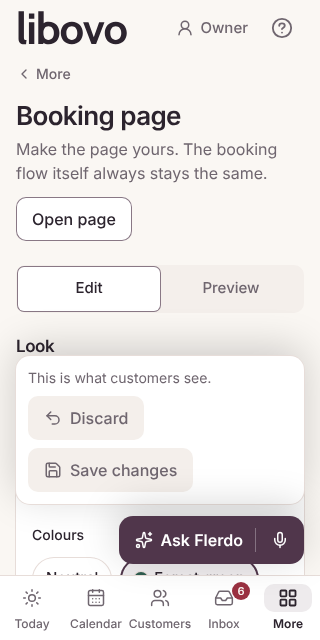 libovo
Owner
More
Booking page
Make the page yours. The booking
flow itself always stays the same.
Open page
Edit
Preview
Look
This is what customers see.
Discard
Save changes
Colours
Ask Flerdo
Today
Calendar
Customers
6
Inbox
More